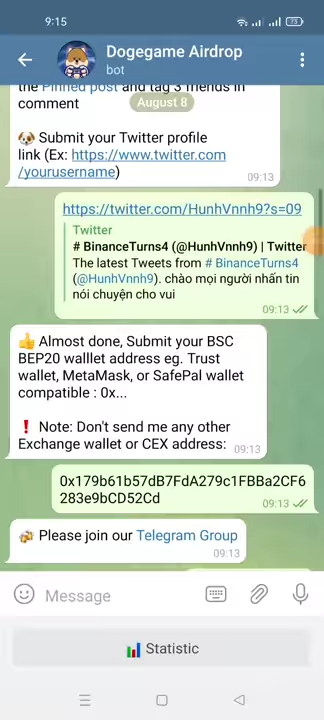 9:15
73
Dogegame Airdrop
bot
the Pinned post and tag 3 friends in
comment
August 8
Submit your Twitter profile
link (Ex: https://www.twitter.com
/yourusername)
09:13
https://twitter.com/HunhVnnh9?s=09
Twitter
# BinanceTurns4 (@HunhVnnh9) | Twitter
The latest Tweets from # BinanceTurns4
(@HunhVnnh9). chào mọi người nhấn tin
nói chuyện cho vui
09:13
Almost done, Submit your BSC
BEP20 walllet address eg. Trust
wallet, MetaMask, or SafePal wallet
compatible : 0x...
Note: Don't send me any other
Exchange wallet or CEX address:
09:13
0x179b61b57dB7FdA279c1FBBa2CF6
283e9bCD52Cd
09:13
Please join our Telegram Group
09:13
Message
Statistic